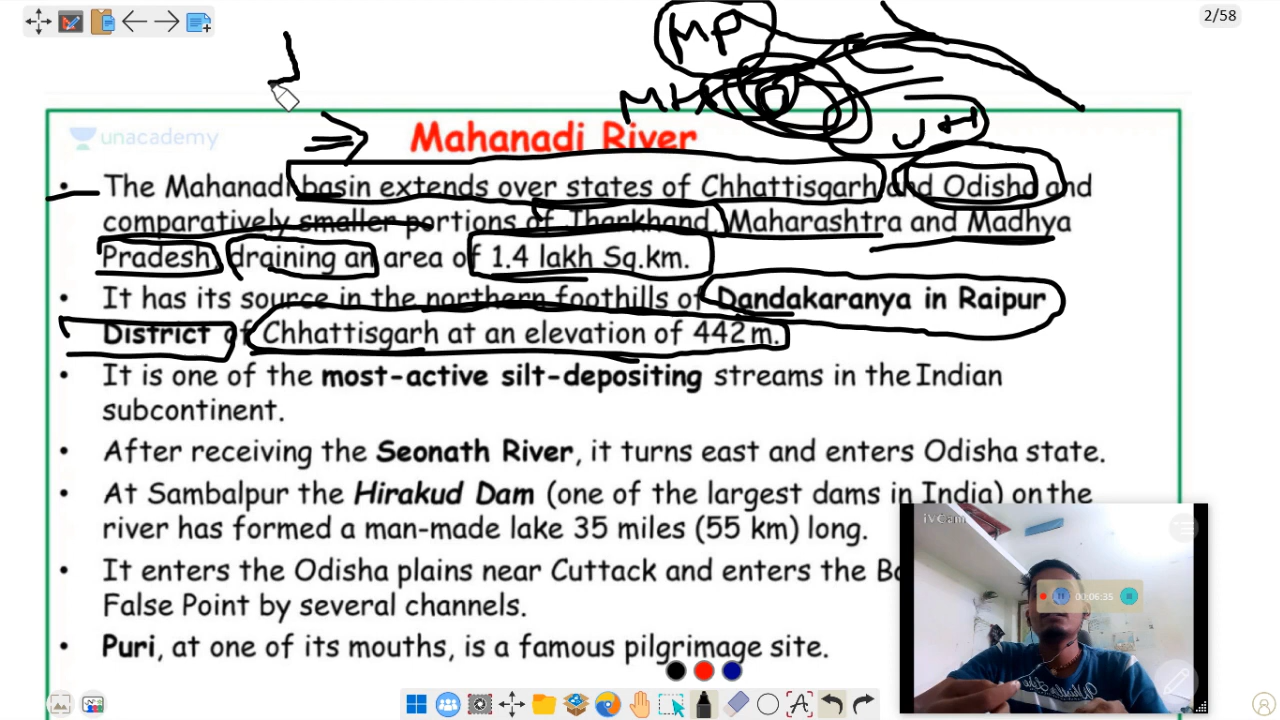 2/58
MP
MH
JH
unacademy
Mahanadi River
• The Mahanadi basin extends over states of Chhattisgarh and Odisha and
comparatively smaller portions of Jharkhand, Maharashtra and Madhya
Pradesh, draining an area of 1.4 lakh Sq.km.
• It has its source in the northern foothills of Dandakaranya in Raipur
District of Chhattisgarh at an elevation of 442 m.
• It is one of the most-active silt-depositing streams in the Indian
subcontinent.
• After receiving the Seonath River, it turns east and enters Odisha state.
• At Sambalpur the Hirakud Dam (one of the largest dams in India) on the
river has formed a man-made lake 35 miles (55 km) long.
• It enters the Odisha plains near Cuttack and enters the
False Point by several channels.
• Puri, at one of its mouths, is a famous pilgrimage site.
iVCam
00:06:35